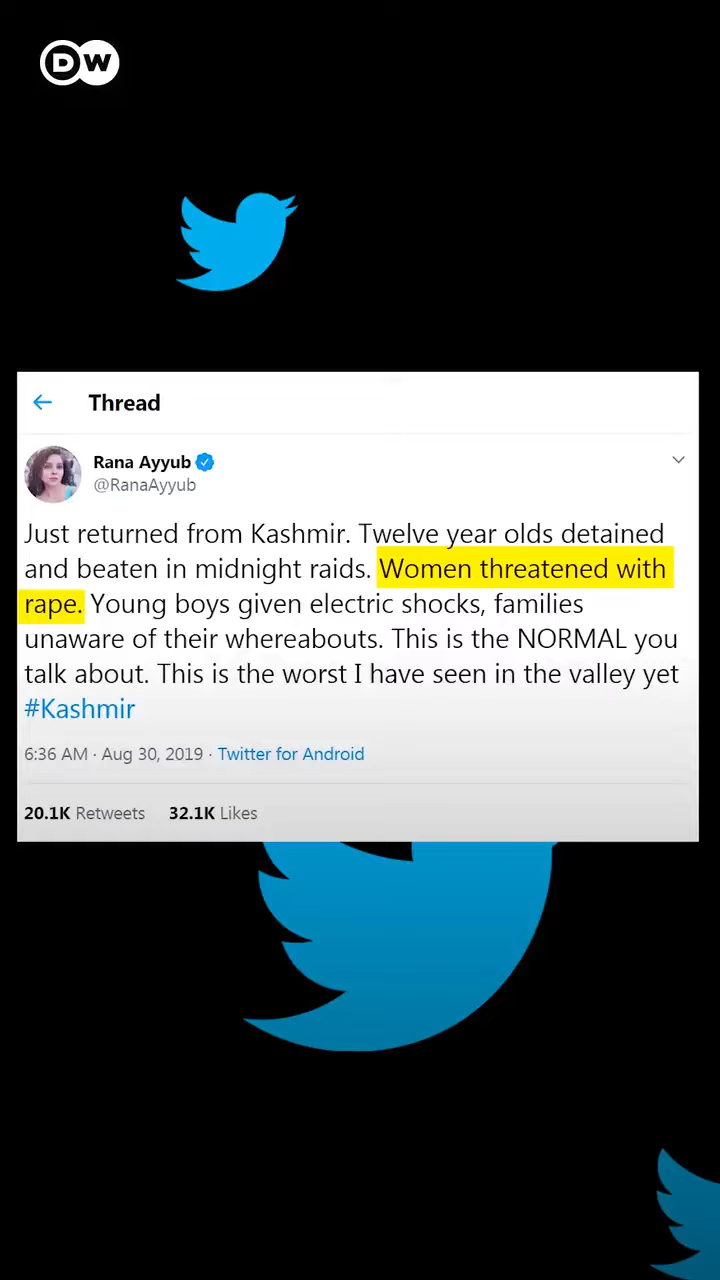 DW
Thread
Rana Ayyub
@RanaAyyub
Just returned from Kashmir. Twelve year olds detained
and beaten in midnight raids. Women threatened with
rape. Young boys given electric shocks, families
unaware of their whereabouts. This is the NORMAL you
talk about. This is the worst I have seen in the valley yet
#Kashmir
6:36 AM · Aug 30, 2019 · Twitter for Android
20.1K Retweets 32.1K Likes